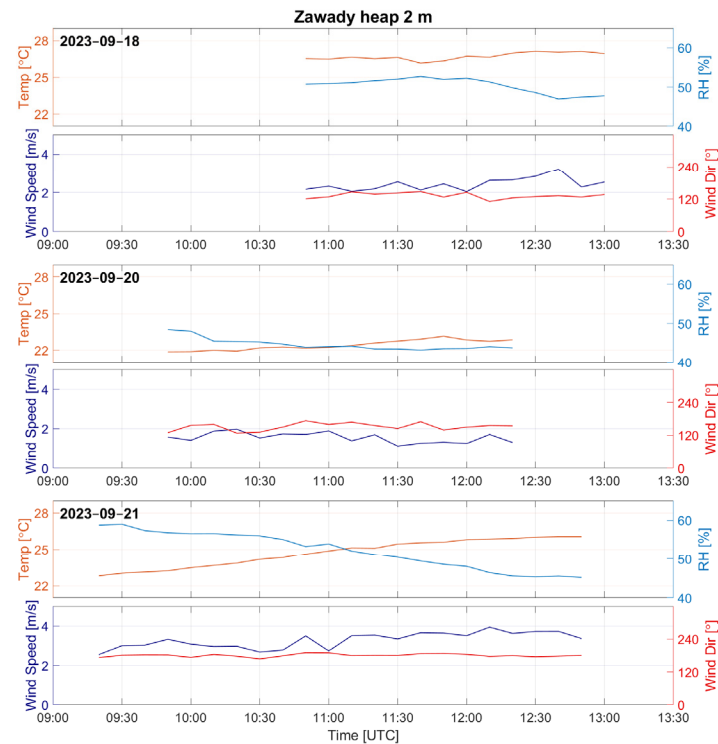 Zawady heap 2 m
2023-09-18
Temp [°C]
28
25
22
RH [%]
60
50
40
Wind Speed [m/s]
4
2
0
Wind Dir [°]
240
120
0
09:00 09:30 10:00 10:30 11:00 11:30 12:00 12:30 13:00 13:30
2023-09-20
Temp [°C]
28
25
22
RH [%]
60
50
40
Wind Speed [m/s]
4
2
0
Wind Dir [°]
240
120
0
09:00 09:30 10:00 10:30 11:00 11:30 12:00 12:30 13:00 13:30
2023-09-21
Temp [°C]
28
25
22
RH [%]
60
50
40
Wind Speed [m/s]
4
2
0
Wind Dir [°]
240
120
0
09:00 09:30 10:00 10:30 11:00 11:30 12:00 12:30 13:00 13:30
Time [UTC]